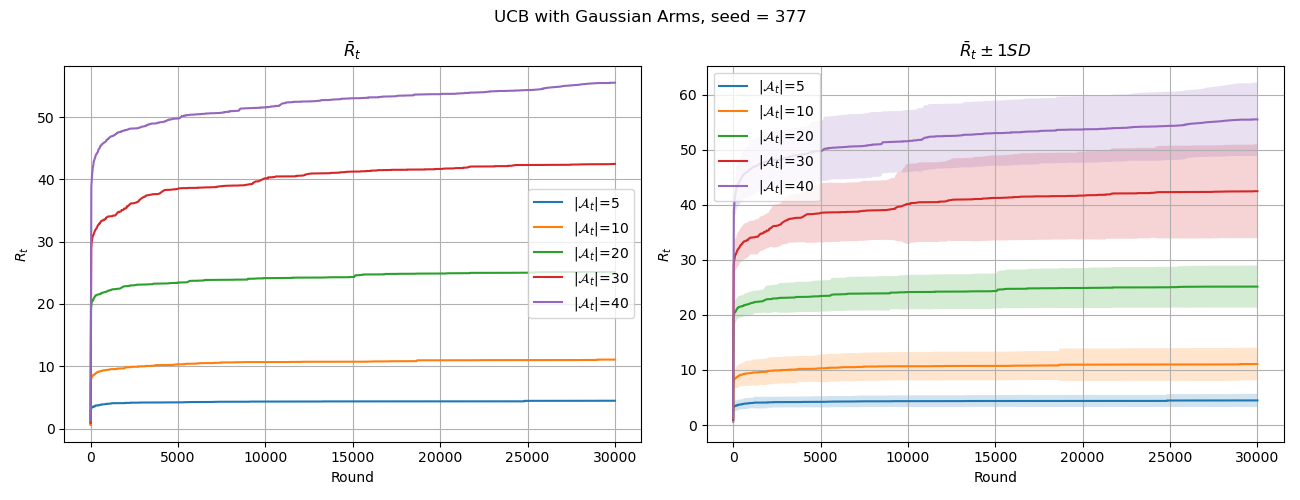 UCB with Gaussian Arms, seed = 377
R̄ₜ
R̄ₜ ± 1SD
Rₜ
50
40
30
20
10
0
|𝒜ₜ|=5
|𝒜ₜ|=10
|𝒜ₜ|=20
|𝒜ₜ|=30
|𝒜ₜ|=40
0 5000 10000 15000 20000 25000 30000
Round
Rₜ
60
50
40
30
20
10
0
|𝒜ₜ|=5
|𝒜ₜ|=10
|𝒜ₜ|=20
|𝒜ₜ|=30
|𝒜ₜ|=40
0 5000 10000 15000 20000 25000 30000
Round